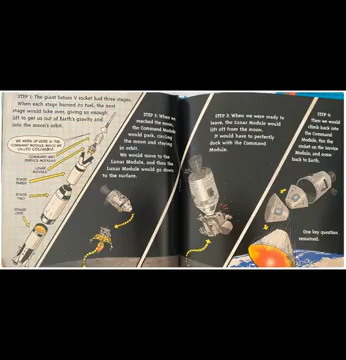 STEP 1: The giant Saturn V rocket had three stages.
When each stage burned its fuel, the next
stage would take over, giving us enough
lift to get us out of Earth's gravity and
into the moon's orbit.
WE WERE UP HERE IN THE
COMMAND MODULE, WHICH WE
CALLED COLUMBIA.
COMMAND AND
SERVICE MODULES
LUNAR
MODULE
STAGE
THREE
STAGE
TWO
STAGE
ONE
STEP 2: When we
reached the moon,
the Command Module
would park, circling
the moon and staying
in orbit.
We would move to the
Lunar Module, and then the
Lunar Module would go down
to the surface.
STEP 3: When we were ready to
leave, the Lunar Module would
lift off from the moon.
It would have to perfectly
dock with the Command
Module.
STEP 4:
Then we would
climb back into
the Command
Module, fire the
rocket on the Service
Module, and come
back to Earth.
One key question
remained.